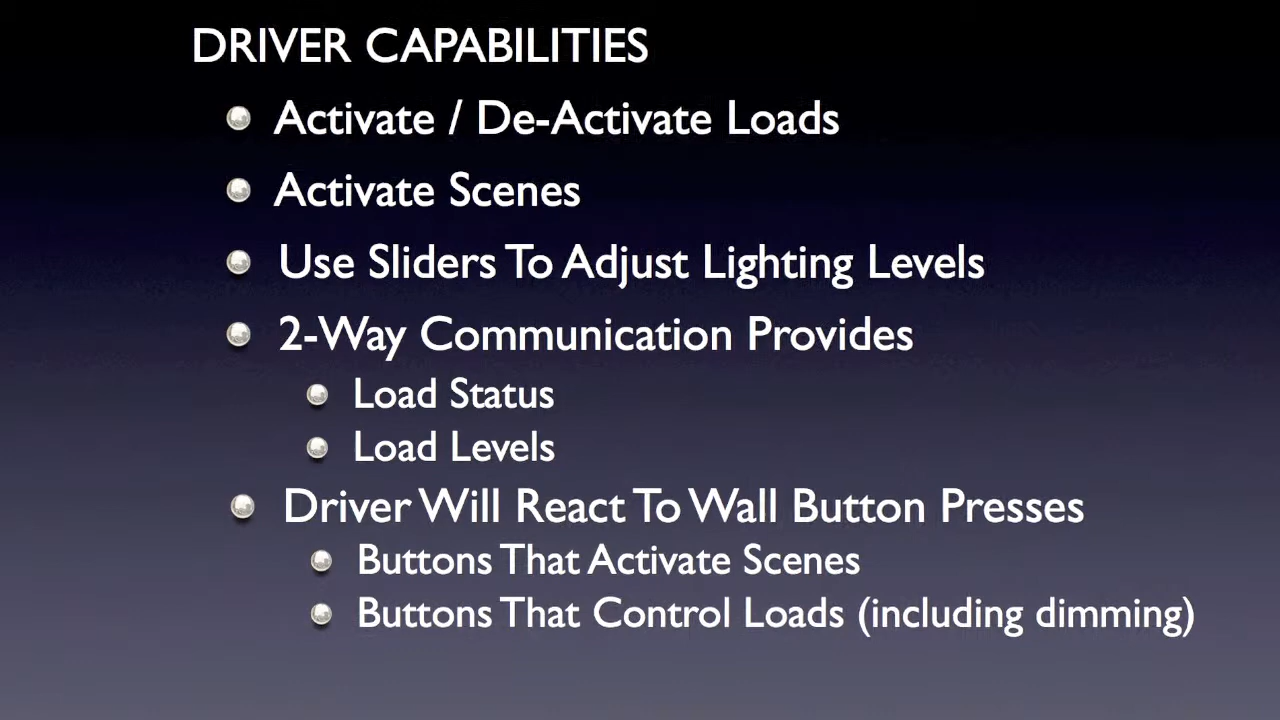 DRIVER CAPABILITIES
Activate / De-Activate Loads
Activate Scenes
Use Sliders To Adjust Lighting Levels
2-Way Communication Provides
Load Status
Load Levels
Driver Will React To Wall Button Presses
Buttons That Activate Scenes
Buttons That Control Loads (including dimming)